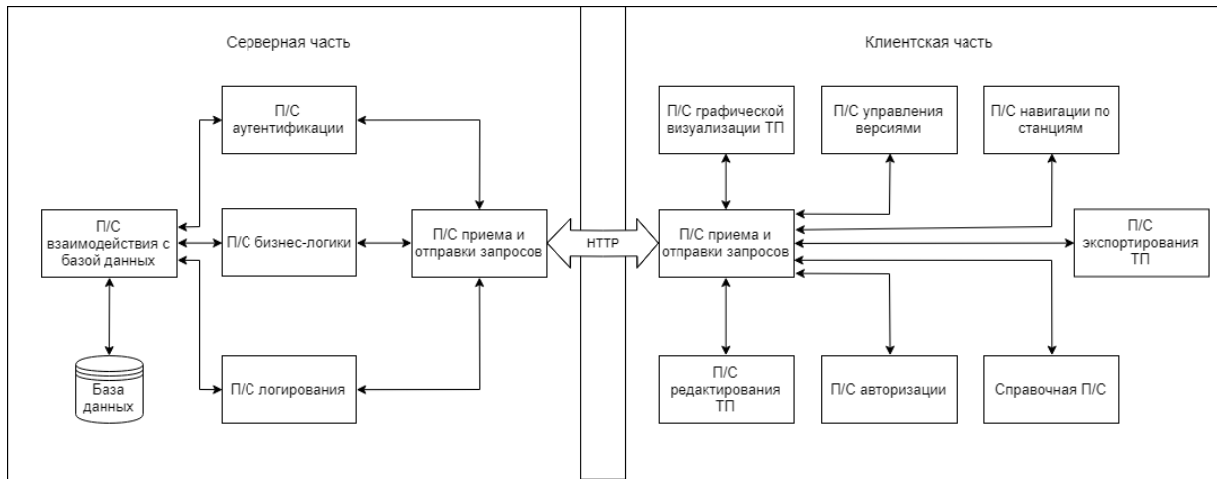 Серверная часть
П/С
аутентификации
П/С
взаимодействия с
базой данных
П/С бизнес-логики
П/С приема и
отправки запросов
База
данных
П/С логирования
HTTP
Клиентская часть
П/С графической
визуализации ТП
П/С управления
версиями
П/С навигации по
станциям
П/С приема и
отправки запросов
П/С
экспортирования
ТП
П/С
редактирования
ТП
П/С авторизации
Справочная П/С